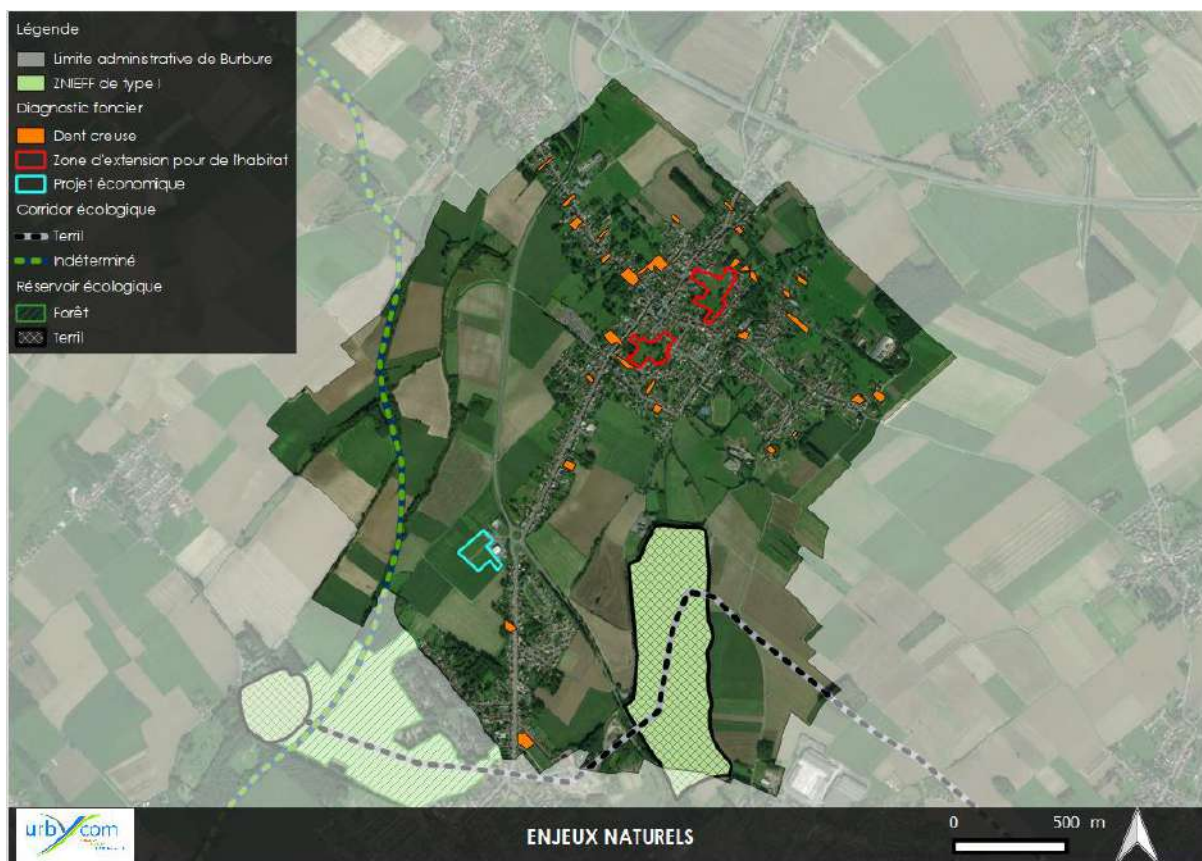 Légende
Limite administrative de Burbure
ZNIEFF de type I
Diagnostic foncier
Dent creuse
Zone d'extension pour de l'habitat
Projet économique
Corridor écologique
Terril
Indéterminé
Réservoir écologique
Forêt
Terril
urbycom
ENJEUX NATURELS
0 500 m